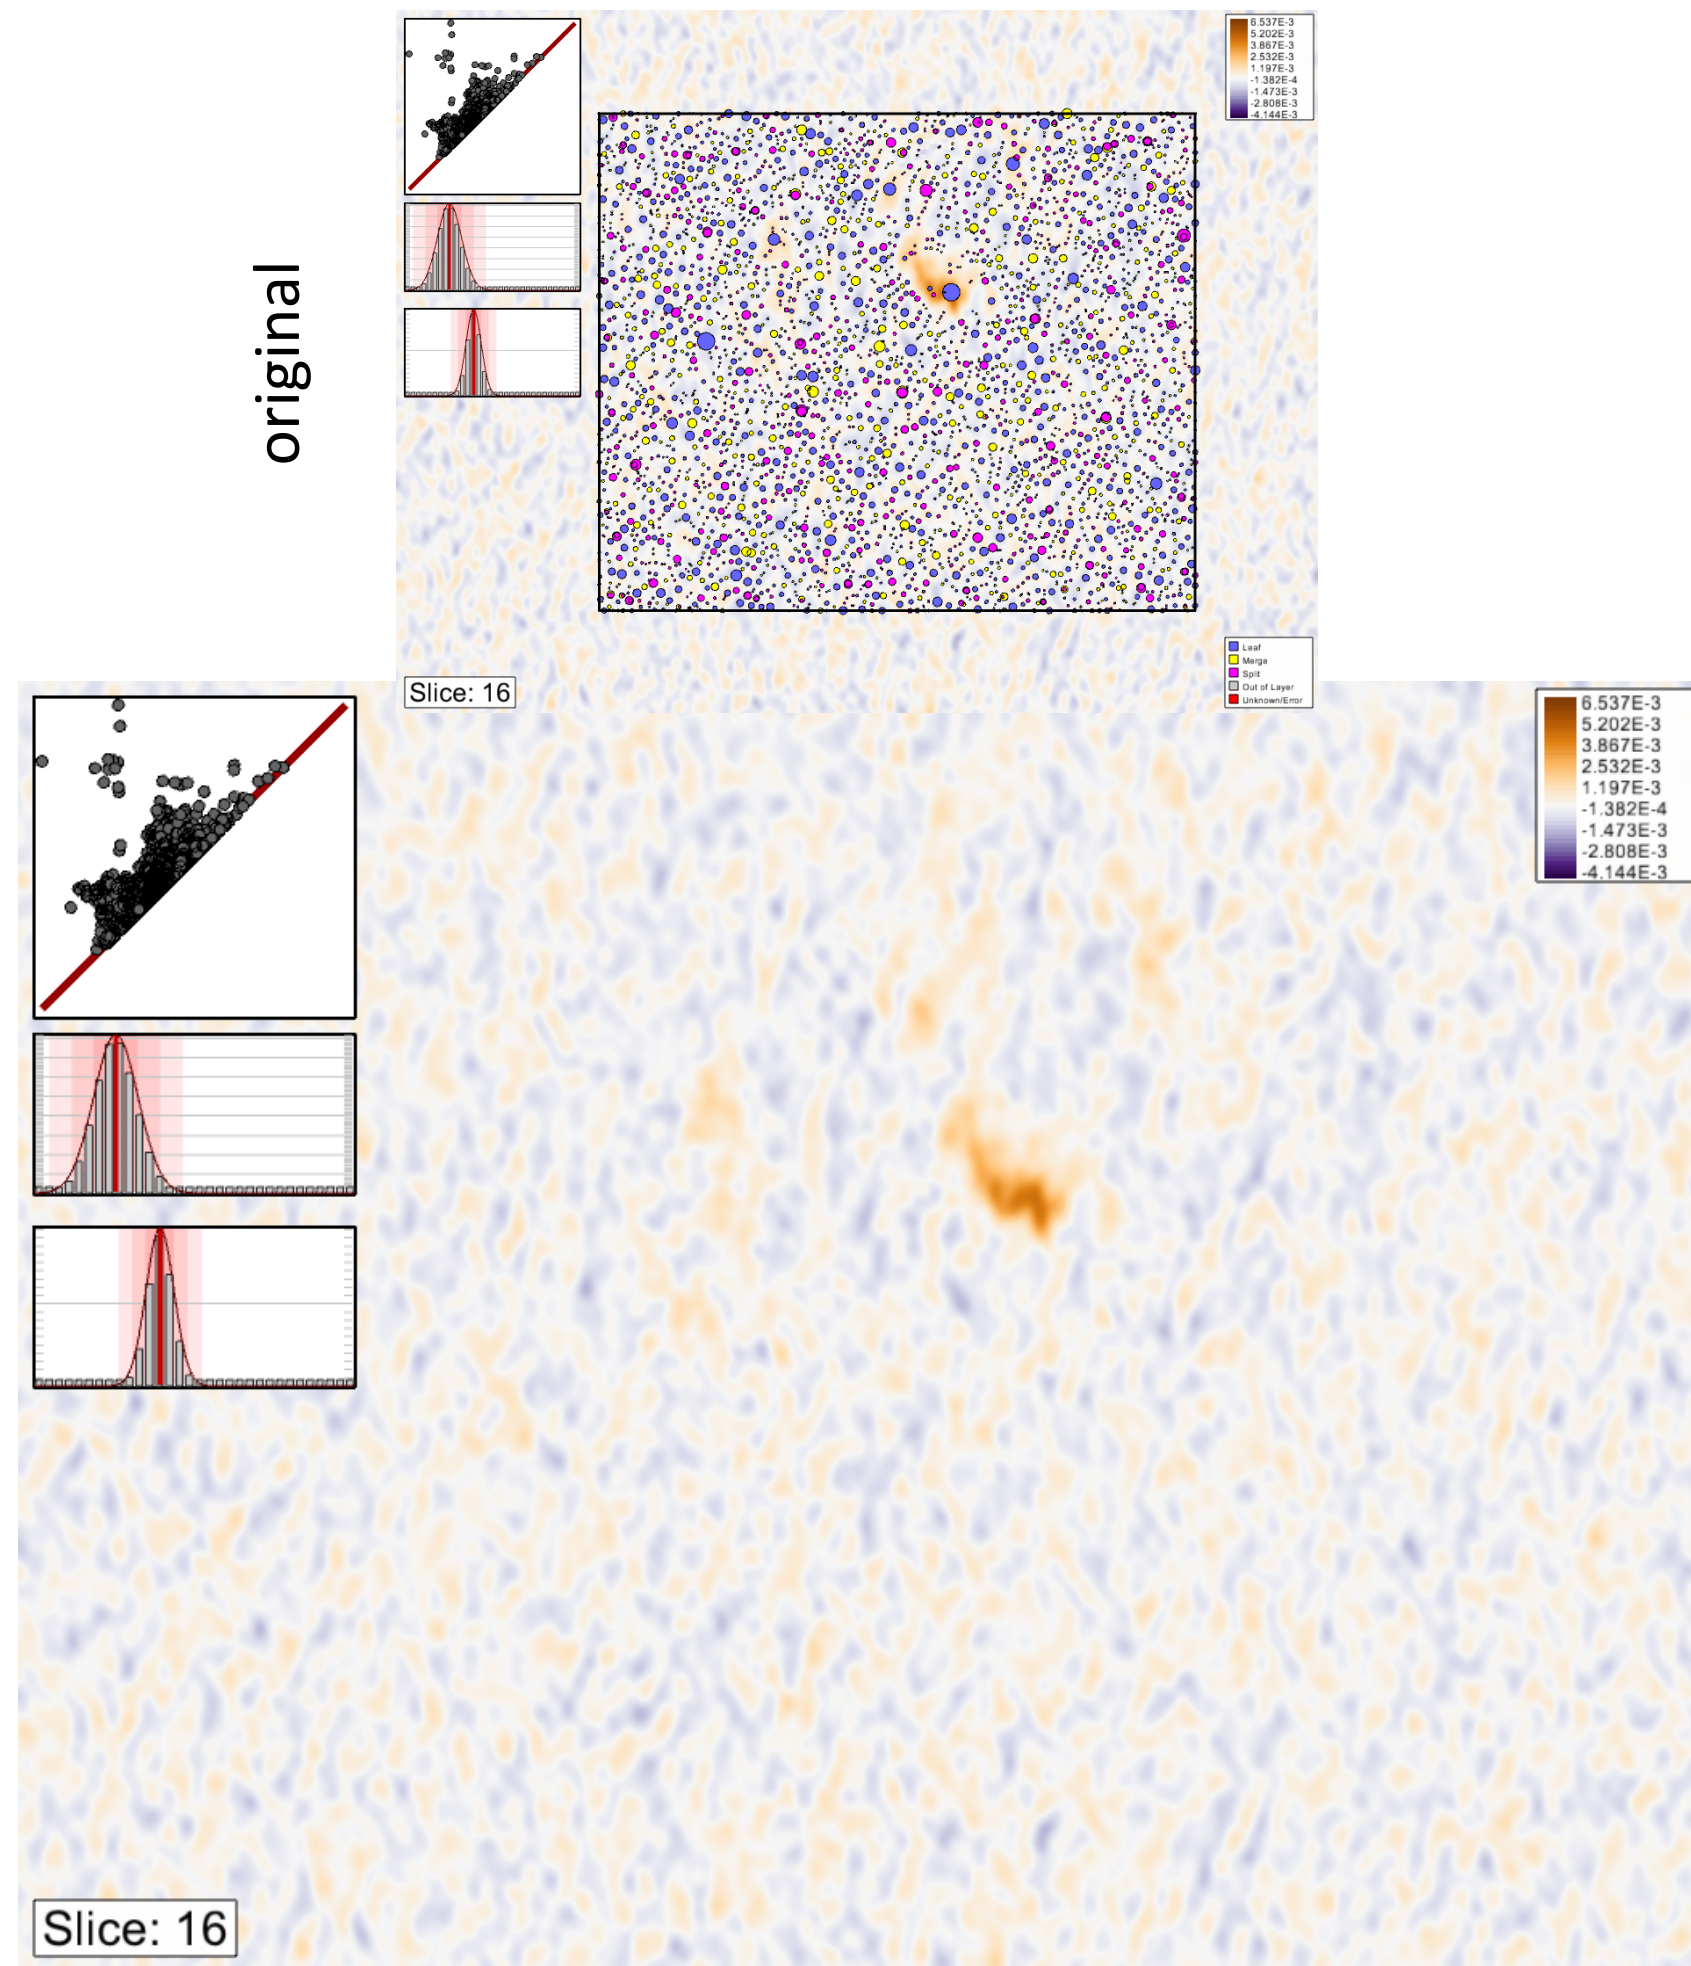 original
6.537E-3
5.202E-3
3.867E-3
2.532E-3
1.197E-3
-1.382E-4
-1.473E-3
-2.808E-3
-4.144E-3
Leaf
Merge
Split
Out of Layer
Unknown/Error
Slice: 16
6.537E-3
5.202E-3
3.867E-3
2.532E-3
1.197E-3
-1.382E-4
-1.473E-3
-2.808E-3
-4.144E-3
Slice: 16